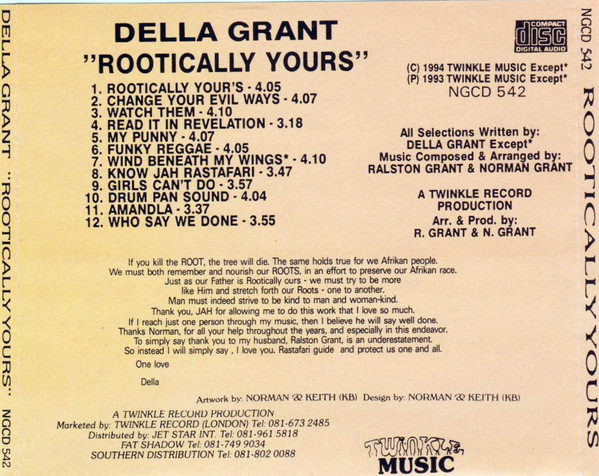 DELLA GRANT
"ROOTICALLY YOURS"
COMPACT
disc
DIGITAL AUDIO
(C) 1994 TWINKLE MUSIC Except*
(P) 1993 TWINKLE MUSIC Except*
NGCD 542
1. ROOTICALLY YOUR'S - 4.05
2. CHANGE YOUR EVIL WAYS - 4.07
3. WATCH THEM - 4.10
4. READ IT IN REVELATION - 3.18
5. MY PUNNY - 4.07
6. FUNKY REGGAE - 4.05
7. WIND BENEATH MY WINGS* - 4.10
8. KNOW JAH RASTAFARI - 3.47
9. GIRLS CAN'T DO - 3.57
10. DRUM PAN SOUND - 4.04
11. AMANDLA - 3.37
12. WHO SAY WE DONE - 3.55
All Selections Written by:
DELLA GRANT Except*
Music Composed & Arranged by:
RALSTON GRANT & NORMAN GRANT
A TWINKLE RECORD
PRODUCTION
Arr. & Prod. by:
R. GRANT & N. GRANT
If you kill the ROOT, the tree will die. The same holds true for we Afrikan people.
We must both remember and nourish our ROOTS, in an effort to preserve our Afrikan race.
Just as our Father is Rootically ours - we must try to be more
like Him and stretch forth our Roots - one to another.
Man must indeed strive to be kind to man and woman-kind.
Thank you, JAH for allowing me to do this work that I love so much.
If I reach just one person through my music, then I believe he will say well done.
Thanks Norman, for all your help throughout the years, and especially in this endeavor.
To simply say thank you to my husband, Ralston Grant, is an understatement.
So instead I will simply say , I love you. Rastafari guide and protect us one and all.
One love
Della
Artwork by: NORMAN & KEITH (KB) Design by: NORMAN & KEITH (KB)
A TWINKLE RECORD PRODUCTION
Marketed by: TWINKLE RECORD (LONDON) Tel: 081-673 2485
Distributed by: JET STAR INT. Tel: 081-961 5818
FAT SHADOW Tel: 081-749 9034
SOUTHERN DISTRIBUTION Tel: 081-802 0088
TWINKLE
MUSIC
DELLA GRANT "ROOTICALLY YOURS" NGCD 542
NGCD 542 ROOTICALLY YOURS